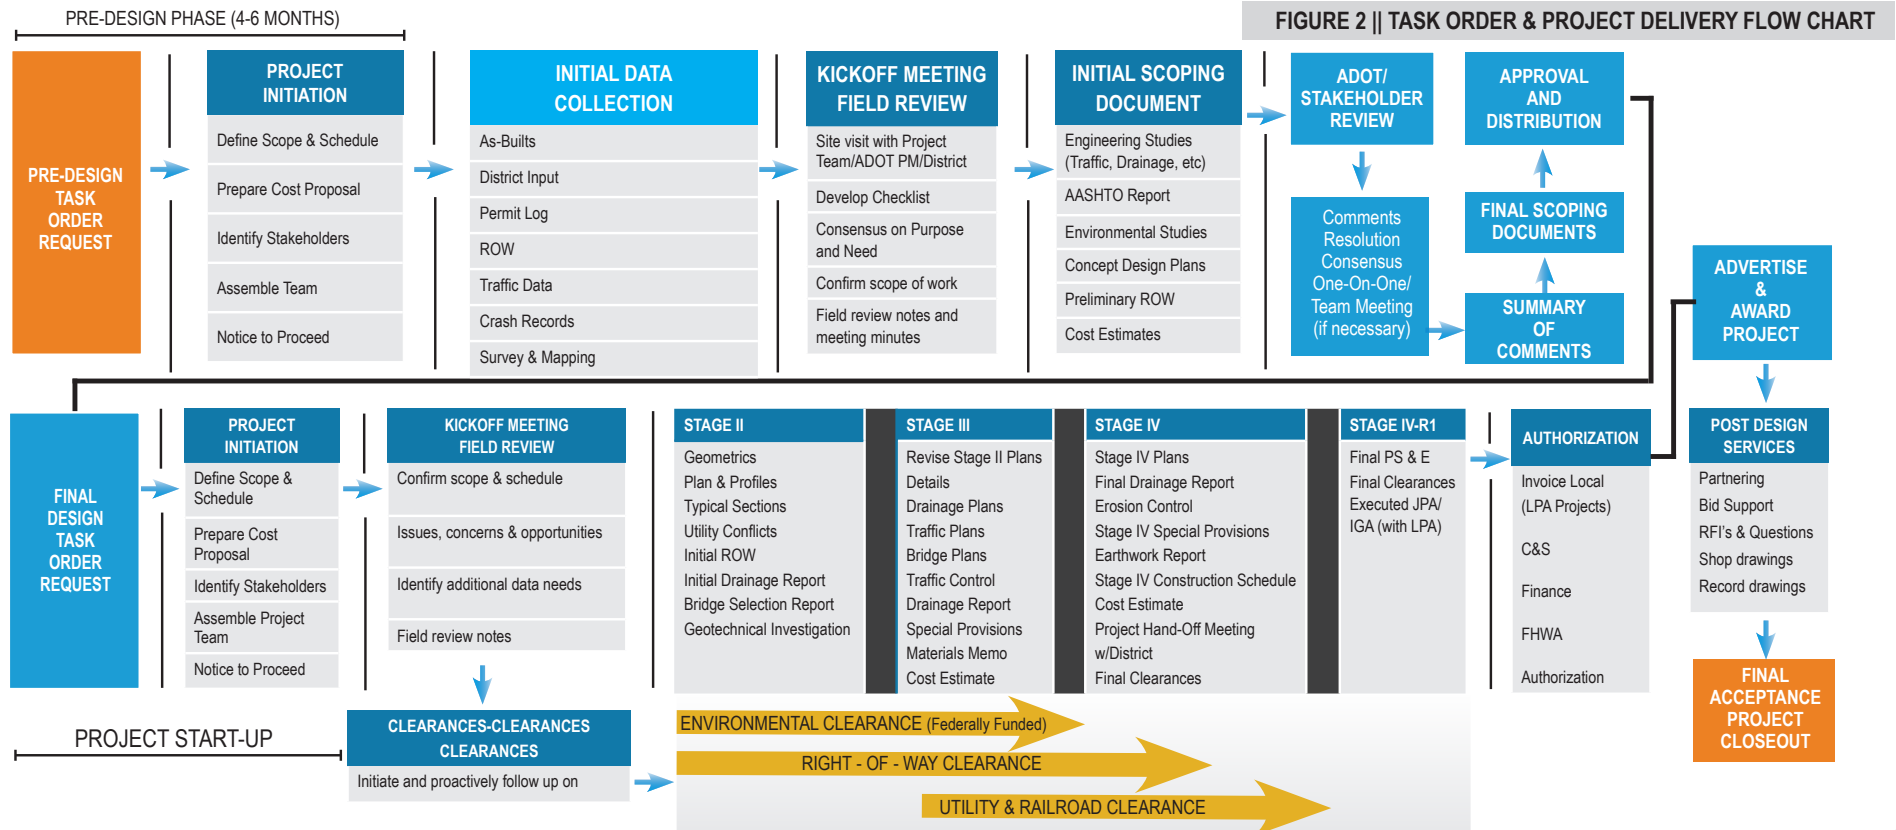 PRE-DESIGN PHASE (4-6 MONTHS)
FIGURE 2 || TASK ORDER & PROJECT DELIVERY FLOW CHART
PRE-DESIGN
TASK
ORDER
REQUEST
PROJECT
INITIATION
Define Scope & Schedule
Prepare Cost Proposal
Identify Stakeholders
Assemble Team
Notice to Proceed
INITIAL DATA
COLLECTION
As-Builts
District Input
Permit Log
ROW
Traffic Data
Crash Records
Survey & Mapping
KICKOFF MEETING
FIELD REVIEW
Site visit with Project
Team/ADOT PM/District
Develop Checklist
Consensus on Purpose
and Need
Confirm scope of work
Field review notes and
meeting minutes
INITIAL SCOPING
DOCUMENT
Engineering Studies
(Traffic, Drainage, etc)
AASHTO Report
Environmental Studies
Concept Design Plans
Preliminary ROW
Cost Estimates
ADOT/
STAKEHOLDER
REVIEW
Comments
Resolution
Consensus
One-On-One/
Team Meeting
(if necessary)
APPROVAL
AND
DISTRIBUTION
FINAL SCOPING
DOCUMENTS
SUMMARY
OF
COMMENTS
ADVERTISE
&
AWARD
PROJECT
FINAL
DESIGN
TASK
ORDER
REQUEST
PROJECT
INITIATION
Define Scope &
Schedule
Prepare Cost
Proposal
Identify Stakeholders
Assemble Project
Team
Notice to Proceed
KICKOFF MEETING
FIELD REVIEW
Confirm scope & schedule
Issues, concerns & opportunities
Identify additional data needs
Field review notes
STAGE II
Geometrics
Plan & Profiles
Typical Sections
Utility Conflicts
Initial ROW
Initial Drainage Report
Bridge Selection Report
Geotechnical Investigation
STAGE III
Revise Stage II Plans
Details
Drainage Plans
Traffic Plans
Bridge Plans
Traffic Control
Drainage Report
Special Provisions
Materials Memo
Cost Estimate
STAGE IV
Stage IV Plans
Final Drainage Report
Erosion Control
Stage IV Special Provisions
Earthwork Report
Stage IV Construction Schedule
Cost Estimate
Project Hand-Off Meeting
w/District
Final Clearances
STAGE IV-R1
Final PS & E
Final Clearances
Executed JPA/
IGA (with LPA)
AUTHORIZATION
Invoice Local
(LPA Projects)
C&S
Finance
FHWA
Authorization
POST DESIGN
SERVICES
Partnering
Bid Support
RFI's & Questions
Shop drawings
Record drawings
FINAL
ACCEPTANCE
PROJECT
CLOSEOUT
PROJECT START-UP
CLEARANCES-CLEARANCES
CLEARANCES
Initiate and proactively follow up on
ENVIRONMENTAL CLEARANCE (Federally Funded)
RIGHT - OF - WAY CLEARANCE
UTILITY & RAILROAD CLEARANCE